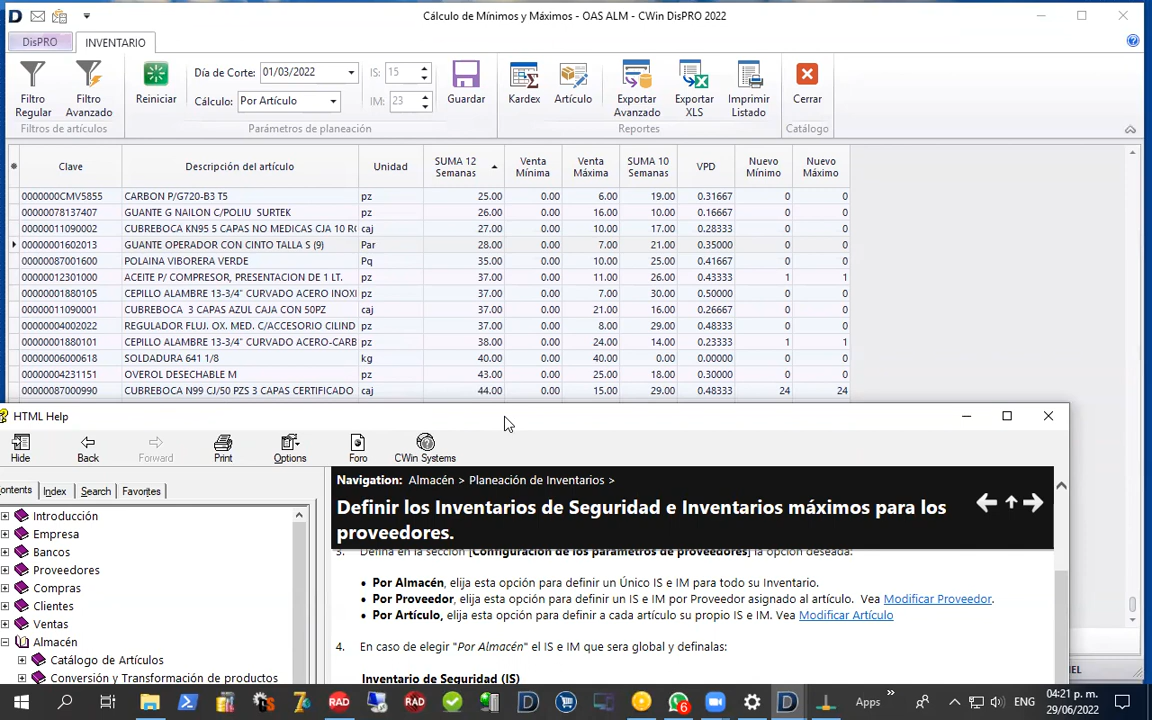 Cálculo de Mínimos y Máximos - OAS ALM - CWin DisPRO 2022
DisPRO INVENTARIO
Filtro Regular
Filtro Avanzado
Filtros de artículos
Reiniciar
Día de Corte: 01/03/2022
Cálculo: Por Artículo
IS: 15
IM: 23
Guardar
Parámetros de planeación
Kardex
Artículo
Exportar Avanzado
Exportar XLS
Imprimir Listado
Reportes
Cerrar
Catálogo
Clave Descripción del artículo Unidad SUMA 12 Semanas Venta Mínima Venta Máxima SUMA 10 Semanas VPD Nuevo Mínimo Nuevo Máximo
0000000CMV5855 CARBON P/G720-B3 T5 pz 25.00 0.00 6.00 19.00 0.31667 0 0
00000078137407 GUANTE G NAILON C/POLIU SURTEK pz 26.00 0.00 16.00 10.00 0.16667 0 0
00000011090002 CUBREBOCA KN95 5 CAPAS NO MEDICAS CJA 10 RO caj 27.00 0.00 10.00 17.00 0.28333 0 0
00000001602013 GUANTE OPERADOR CON CINTO TALLA S (9) Par 28.00 0.00 7.00 21.00 0.35000 0 0
00000087001600 POLAINA VIBORERA VERDE Pq 35.00 0.00 10.00 25.00 0.41667 0 0
00000012301000 ACEITE P/ COMPRESOR, PRESENTACION DE 1 LT. pz 37.00 0.00 11.00 26.00 0.43333 1 1
00000001880105 CEPILLO ALAMBRE 13-3/4" CURVADO ACERO INOXI pz 37.00 0.00 7.00 30.00 0.50000 0 0
00000011090001 CUBREBOCA 3 CAPAS AZUL CAJA CON 50PZ caj 37.00 0.00 21.00 16.00 0.26667 0 0
00000004002022 REGULADOR FLUJ. OX. MED. C/ACCESORIO CILIND pz 37.00 0.00 8.00 29.00 0.48333 0 0
00000001880101 CEPILLO ALAMBRE 13-3/4" CURVADO ACERO-CARB pz 38.00 0.00 24.00 14.00 0.23333 1 1
00000006000618 SOLDADURA 641 1/8 kg 40.00 0.00 40.00 0.00 0.00000 0 0
00000004231151 OVEROL DESECHABLE M pz 43.00 0.00 25.00 18.00 0.30000 0 0
00000087000990 CUBREBOCA N99 CJ/50 PZS 3 CAPAS CERTIFICADO caj 44.00 0.00 15.00 29.00 0.48333 24 24
HTML Help
Hide Back Forward Print Options Foro CWin Systems
ontents Index Search Favorites
Introducción
Empresa
Bancos
Proveedores
Compras
Clientes
Ventas
Almacén
Catálogo de Artículos
Conversión y Transformación de productos
Navigation: Almacén > Planeación de Inventarios >
Definir los Inventarios de Seguridad e Inventarios máximos para los
proveedores.
3. Defina en la sección [Configuración de los parámetros de proveedores] la opción deseada:
• Por Almacén, elija esta opción para definir un Único IS e IM para todo su Inventario.
• Por Proveedor, elija esta opción para definir un IS e IM por Proveedor asignado al artículo. Vea Modificar Proveedor.
• Por Artículo, elija esta opción para definir a cada artículo su propio IS e IM. Vea Modificar Artículo
4. En caso de elegir "Por Almacén" el IS e IM que sera global y definalas:
Inventario de Seguridad (IS)
NEL
RAD RAD 6 Apps » ENG 04:21 p. m.
29/06/2022